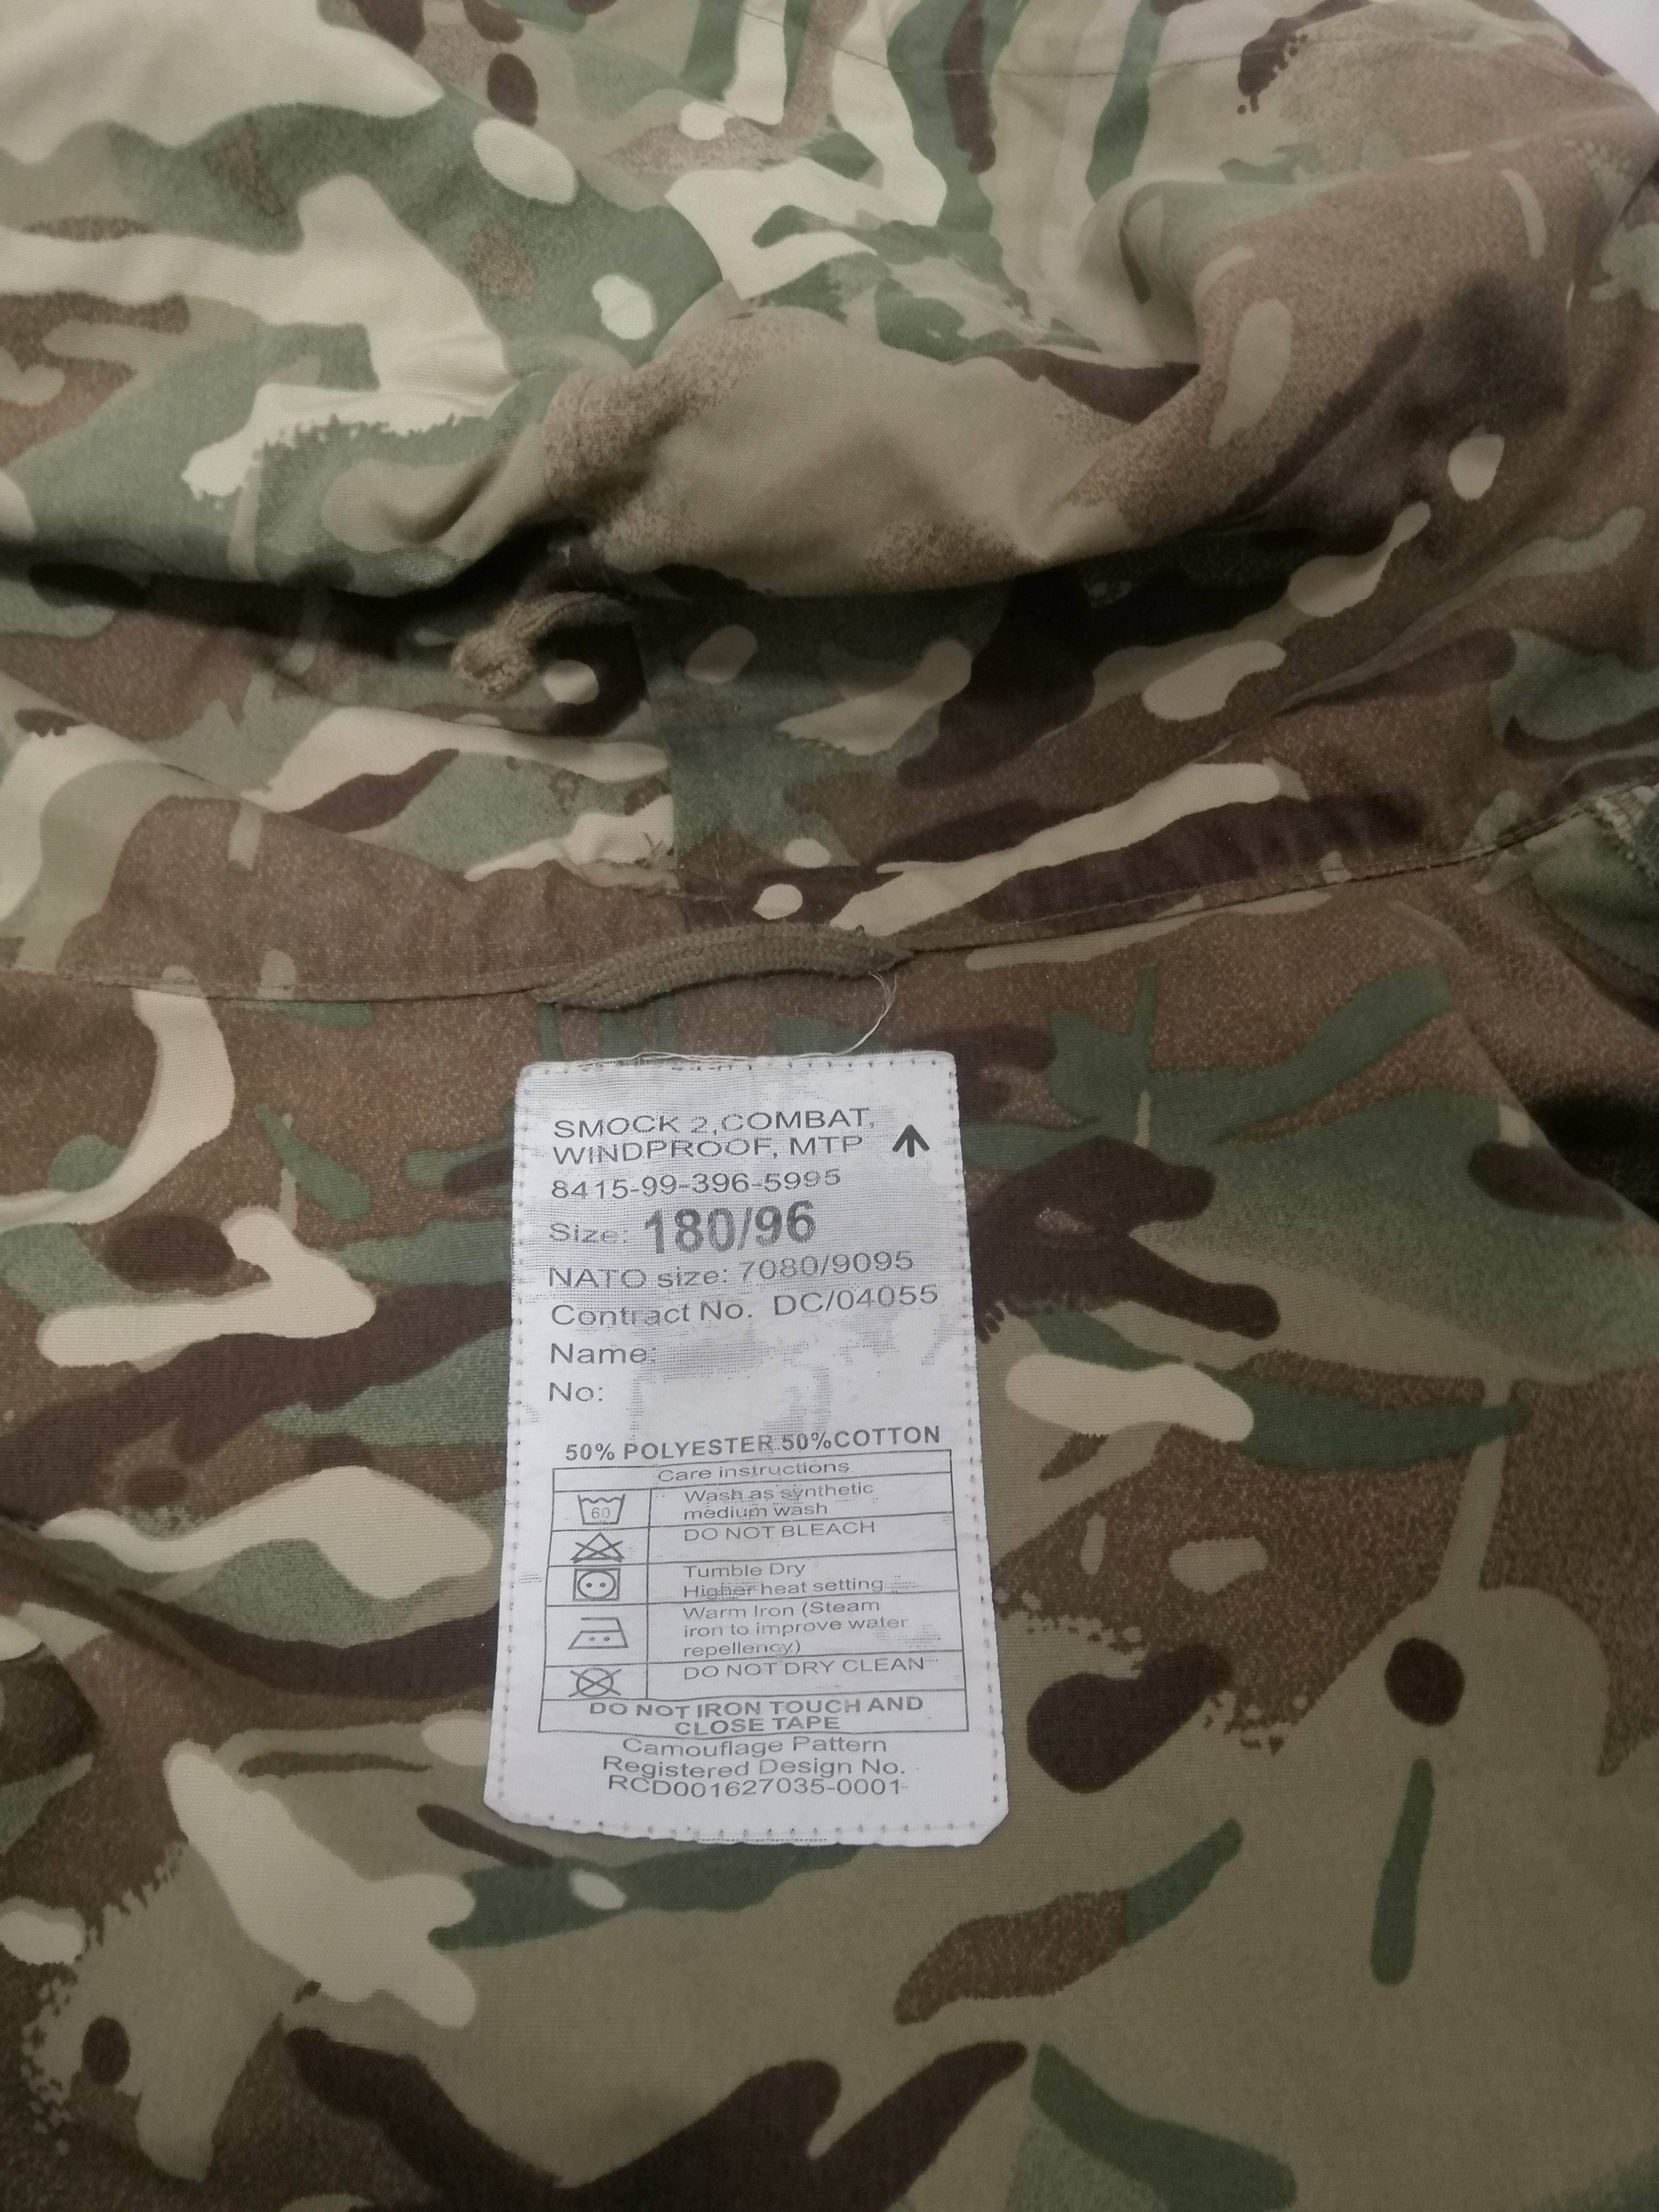 SMOCK 2,COMBAT,
WINDPROOF, MTP
8415-99-396-5995
Size: 180/96
NATO size: 7080/9095
Contract No. DC/04055
Name:
No:
50% POLYESTER 50%COTTON
Care instructions
60
Wash as synthetic
medium wash
DO NOT BLEACH
Tumble Dry
Higher heat setting
Warm Iron (Steam
iron to improve water
repellency)
DO NOT DRY CLEAN
DO NOT IRON TOUCH AND
CLOSE TAPE
Camouflage Pattern
Registered Design No.
RCD001627035-0001